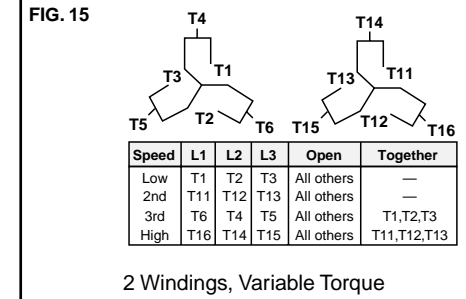 FIG. 15
T4
T14
T3 T1
T13 T11
T5 T2 T6
T15 T12 T16
Speed L1 L2 L3 Open Together
Low T1 T2 T3 All others —
2nd T11 T12 T13 All others —
3rd T6 T4 T5 All others T1,T2,T3
High T16 T14 T15 All others T11,T12,T13
2 Windings, Variable Torque